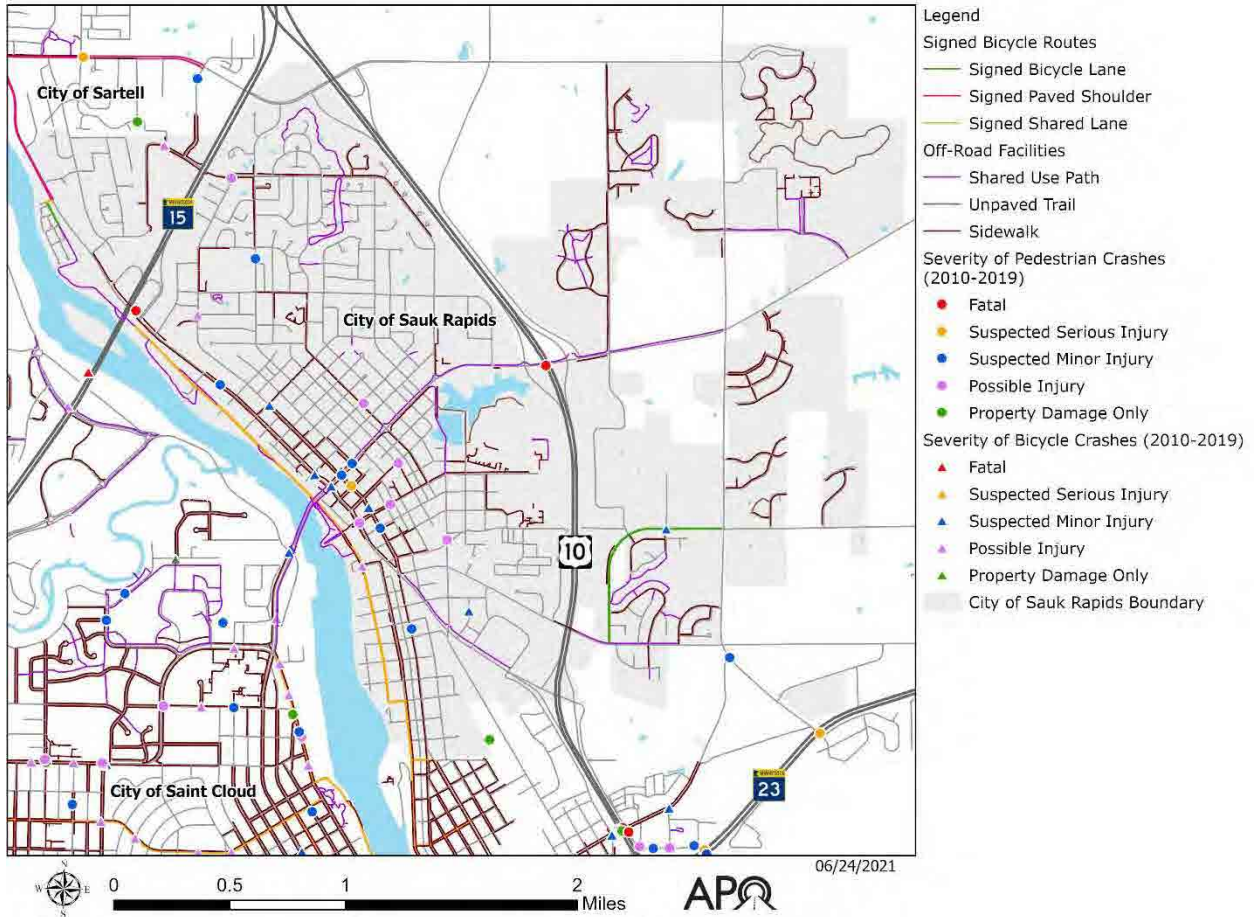 Legend
Signed Bicycle Routes
Signed Bicycle Lane
Signed Paved Shoulder
Signed Shared Lane
Off-Road Facilities
Shared Use Path
Unpaved Trail
Sidewalk
Severity of Pedestrian Crashes
(2010-2019)
Fatal
Suspected Serious Injury
Suspected Minor Injury
Possible Injury
Property Damage Only
Severity of Bicycle Crashes (2010-2019)
Fatal
Suspected Serious Injury
Suspected Minor Injury
Possible Injury
Property Damage Only
City of Sauk Rapids Boundary
City of Sartell
15
City of Sauk Rapids
10
23
City of Saint Cloud
06/24/2021
N
W E
S
0 0.5 1 2
Miles
APO